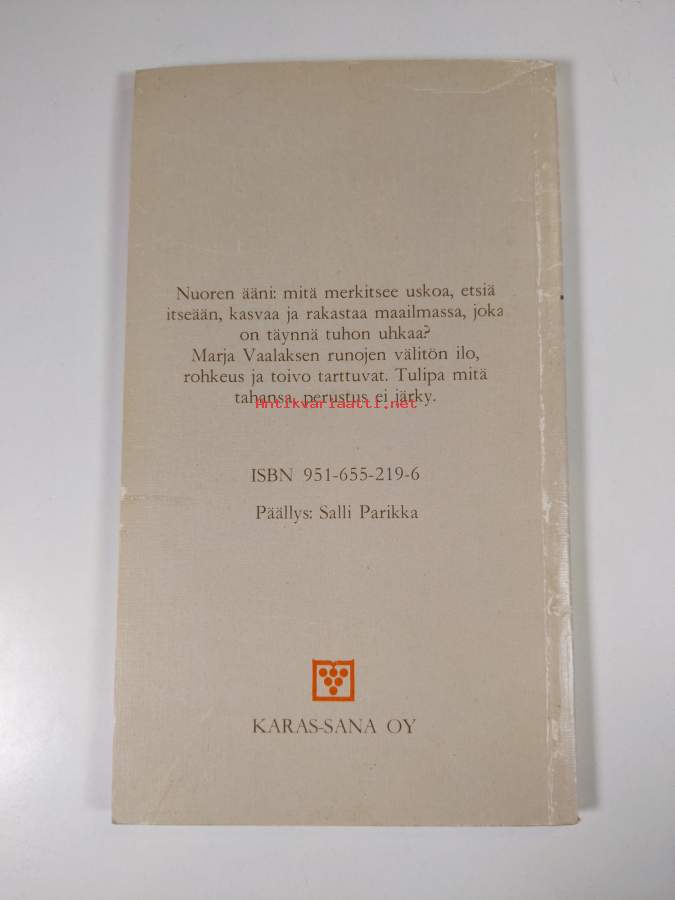 Nuoren ääni: mitä merkitsee uskoa, etsiä
itseään, kasvaa ja rakastaa maailmassa, joka
on täynnä tuhon uhkaa?
Marja Vaalaksen runojen välitön ilo,
rohkeus ja toivo tarttuvat. Tulipa mitä
tahansa, perustus ei järky.
Antikvariaatti.net
ISBN 951-655-219-6
Päällys: Salli Parikka
KARAS-SANA OY